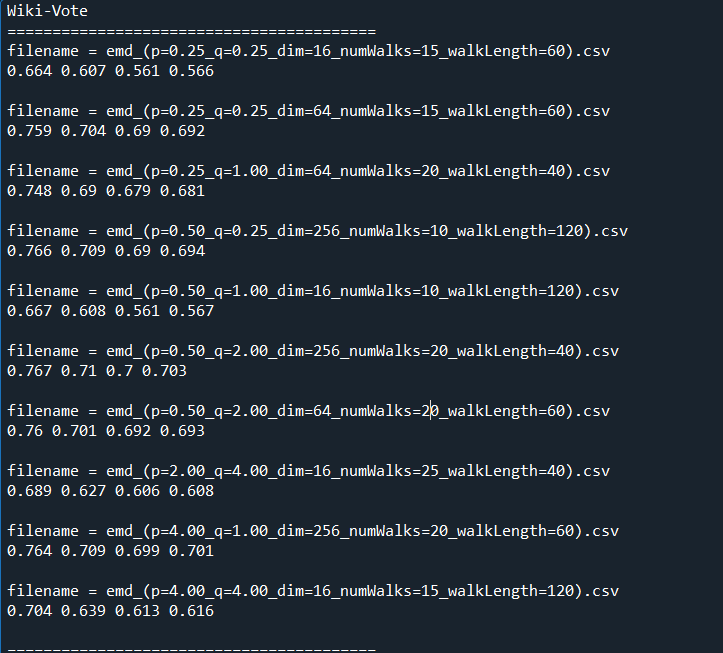 Wiki-Vote
=========================================
filename = emd_(p=0.25_q=0.25_dim=16_numWalks=15_walkLength=60).csv
0.664 0.607 0.561 0.566
filename = emd_(p=0.25_q=0.25_dim=64_numWalks=15_walkLength=60).csv
0.759 0.704 0.69 0.692
filename = emd_(p=0.25_q=1.00_dim=64_numWalks=20_walkLength=40).csv
0.748 0.69 0.679 0.681
filename = emd_(p=0.50_q=0.25_dim=256_numWalks=10_walkLength=120).csv
0.766 0.709 0.69 0.694
filename = emd_(p=0.50_q=1.00_dim=16_numWalks=10_walkLength=120).csv
0.667 0.608 0.561 0.567
filename = emd_(p=0.50_q=2.00_dim=256_numWalks=20_walkLength=40).csv
0.767 0.71 0.7 0.703
filename = emd_(p=0.50_q=2.00_dim=64_numWalks=20_walkLength=60).csv
0.76 0.701 0.692 0.693
filename = emd_(p=2.00_q=4.00_dim=16_numWalks=25_walkLength=40).csv
0.689 0.627 0.606 0.608
filename = emd_(p=4.00_q=1.00_dim=256_numWalks=20_walkLength=60).csv
0.764 0.709 0.699 0.701
filename = emd_(p=4.00_q=4.00_dim=16_numWalks=15_walkLength=120).csv
0.704 0.639 0.613 0.616
-----------------------------------------